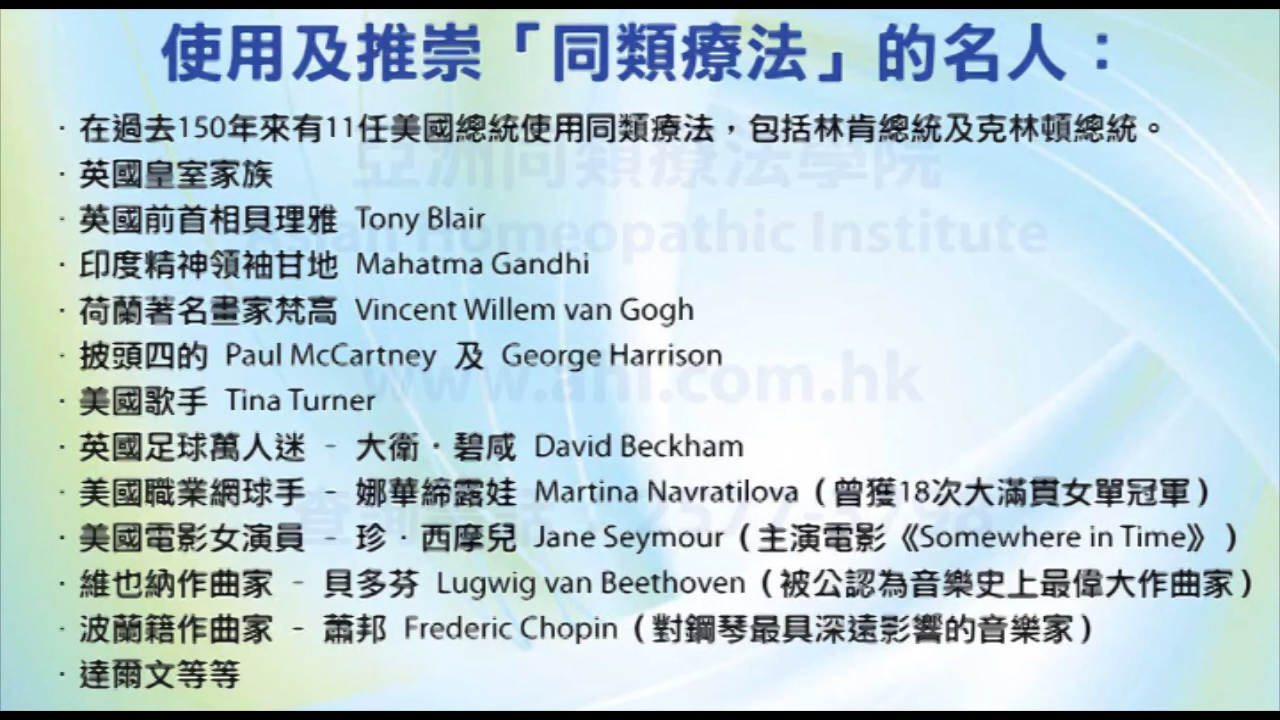 使用及推崇「同類療法」的名人：
· 在過去150年來有11任美國總統使用同類療法，包括林肯總統及克林頓總統。
亞洲同類療法學院
· 英國皇室家族
· 英國前首相貝理雅 Tony Blair
Asian Homeopathic Institute
· 印度精神領袖甘地 Mahatma Gandhi
· 荷蘭著名畫家梵高 Vincent Willem van Gogh
· 披頭四的 Paul McCartney 及 George Harrison
www.ahi.com.hk
· 美國歌手 Tina Turner
· 英國足球萬人迷 - 大衛·碧咸 David Beckham
· 美國職業網球手 - 娜華締露娃 Martina Navratilova（曾獲18次大滿貫女單冠軍）
· 美國電影女演員 - 珍·西摩兒 Jane Seymour（主演電影《Somewhere in Time》）
· 維也納作曲家 - 貝多芬 Lugwig van Beethoven（被公認為音樂史上最偉大作曲家）
· 波蘭籍作曲家 - 蕭邦 Frederic Chopin（對鋼琴最具深遠影響的音樂家）
· 達爾文等等